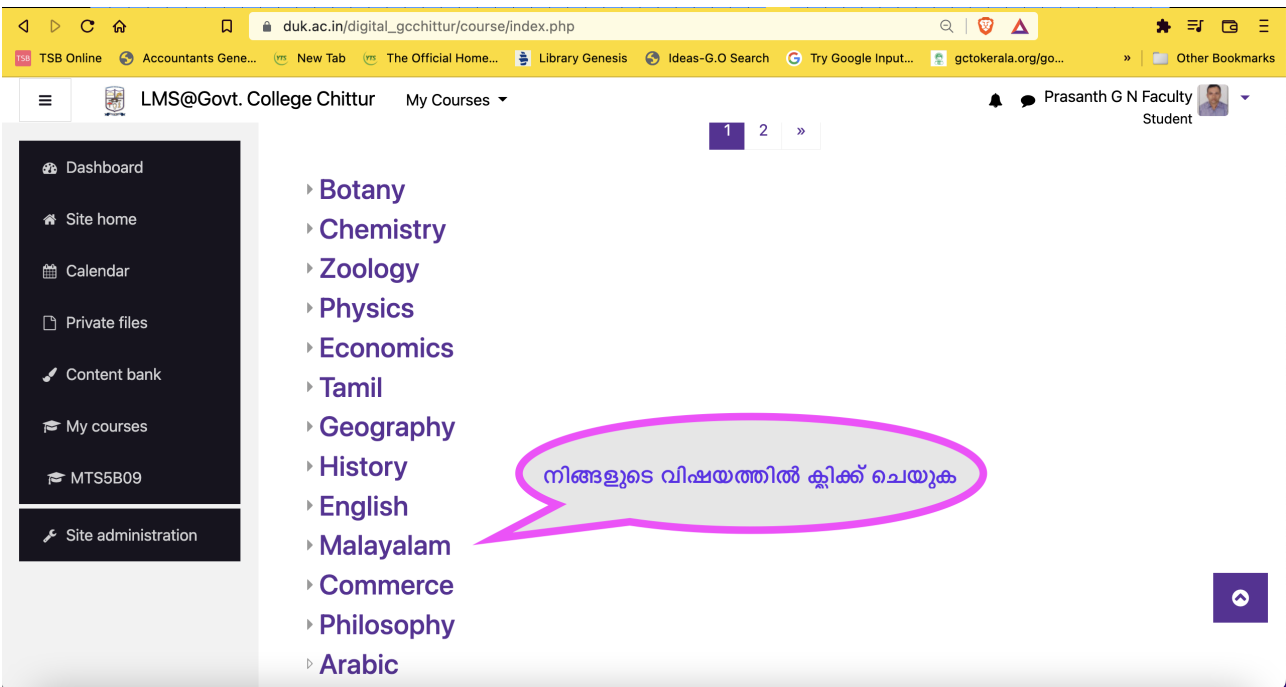 duk.ac.in/digital_gcchittur/course/index.php
TSB TSB Online Accountants Gene... YTS New Tab YTS The Official Home... Library Genesis Ideas-G.O Search G Try Google Input... gctokerala.org/go... » Other Bookmarks
LMS@Govt. College Chittur My Courses Prasanth G N Faculty
Student
1 2 »
Dashboard
Site home
Calendar
Private files
Content bank
My courses
MTS5B09
Site administration
Botany
Chemistry
Zoology
Physics
Economics
Tamil
Geography
History
English
Malayalam
Commerce
Philosophy
Arabic
നിങ്ങളുടെ വിഷയത്തിൽ ക്ലിക്ക് ചെയുക